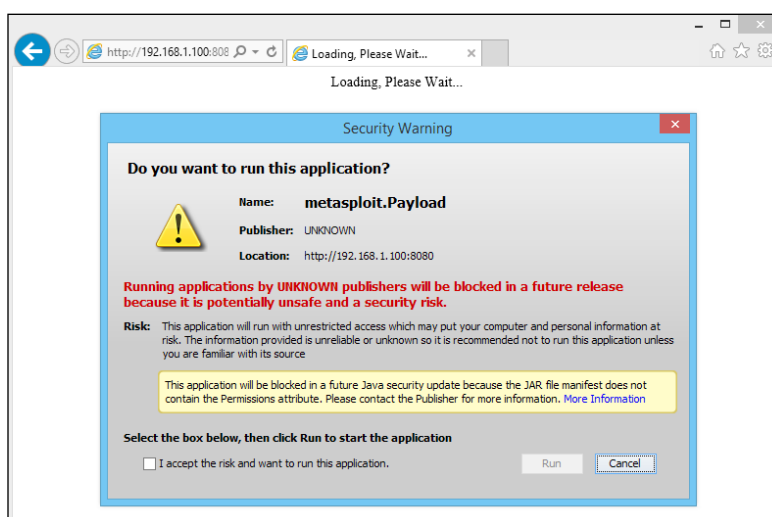 http://192.168.1.100:808
Loading, Please Wait...
Loading, Please Wait...
Security Warning
Do you want to run this application?
Name: metasploit.Payload
Publisher: UNKNOWN
Location: http://192.168.1.100:8080
Running applications by UNKNOWN publishers will be blocked in a future release
because it is potentially unsafe and a security risk.
Risk: This application will run with unrestricted access which may put your computer and personal information at
risk. The information provided is unreliable or unknown so it is recommended not to run this application unless
you are familiar with its source
This application will be blocked in a future Java security update because the JAR file manifest does not
contain the Permissions attribute. Please contact the Publisher for more information. More Information
Select the box below, then click Run to start the application
I accept the risk and want to run this application.
Run
Cancel